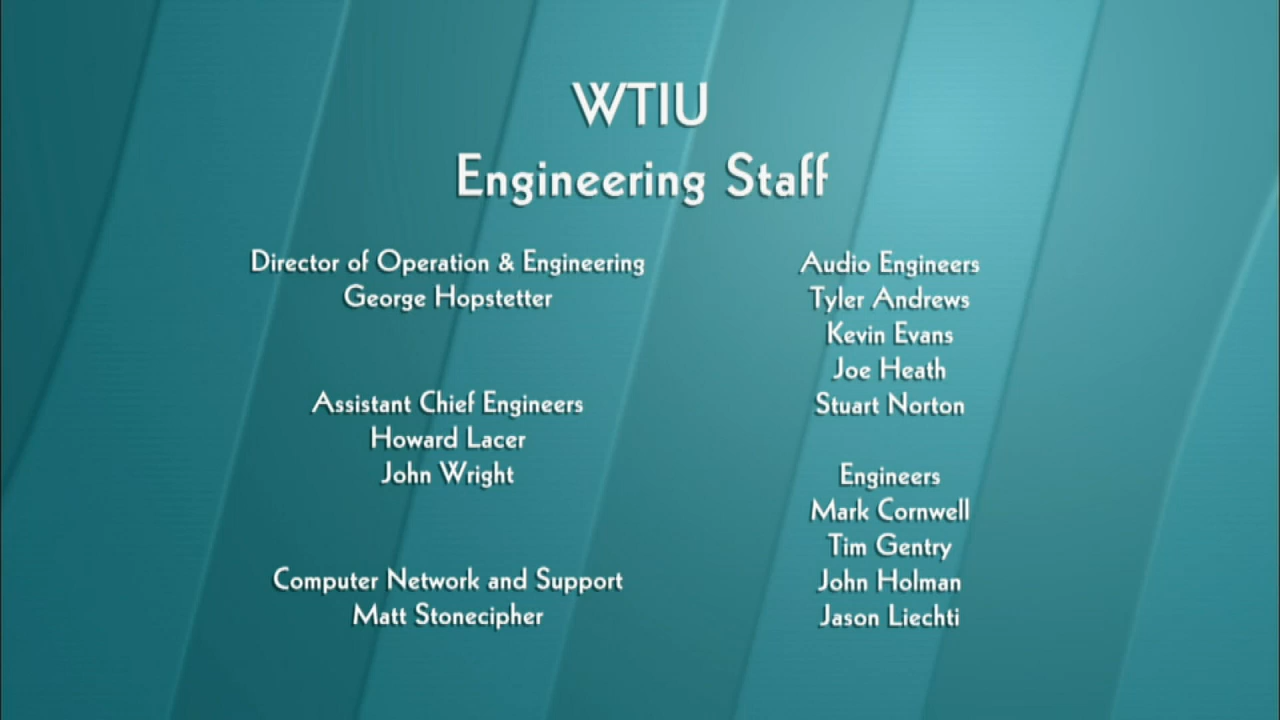 WTIU
Engineering Staff
Director of Operation & Engineering
George Hopstetter
Assistant Chief Engineers
Howard Lacer
John Wright
Computer Network and Support
Matt Stonecipher
Audio Engineers
Tyler Andrews
Kevin Evans
Joe Heath
Stuart Norton
Engineers
Mark Cornwell
Tim Gentry
John Holman
Jason Liechti